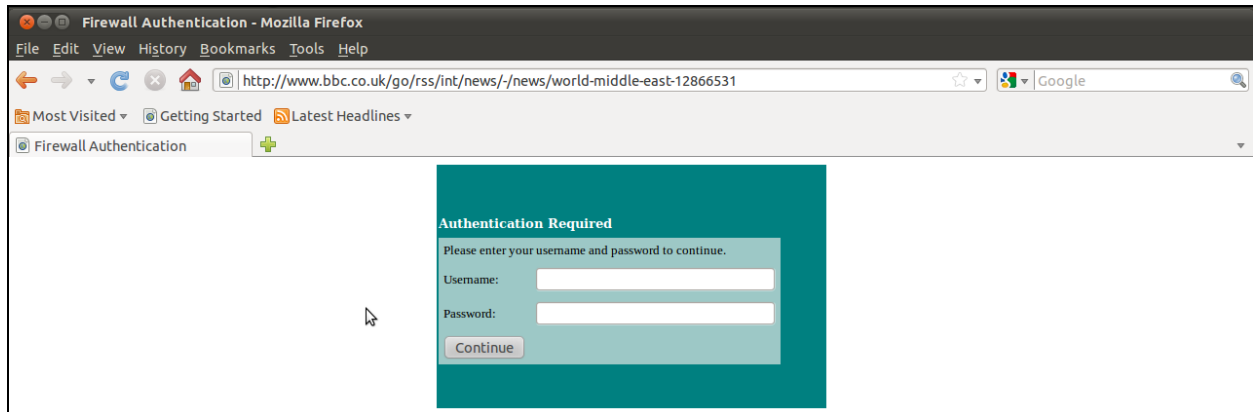 Firewall Authentication - Mozilla Firefox
File Edit View History Bookmarks Tools Help
http://www.bbc.co.uk/go/rss/int/news/-/news/world-middle-east-12866531 Google
Most Visited Getting Started Latest Headlines
Firewall Authentication
Authentication Required
Please enter your username and password to continue.
Username:
Password:
Continue